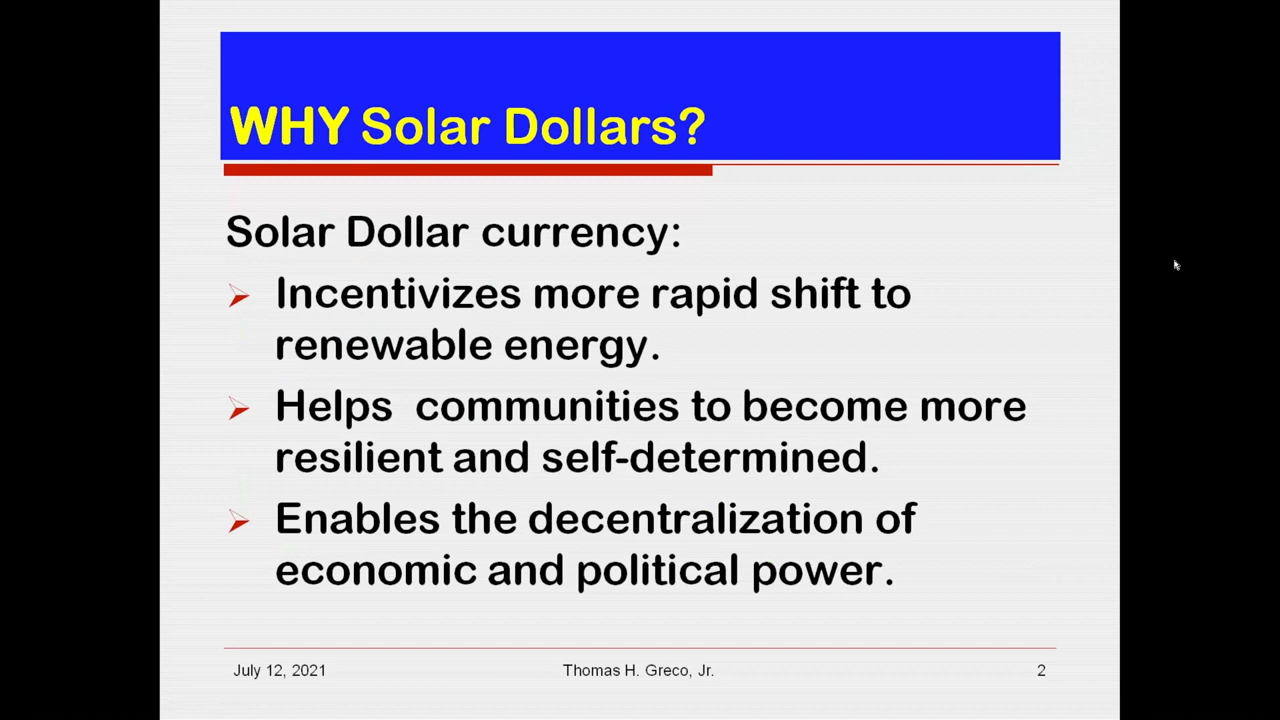 WHY Solar Dollars?
Solar Dollar currency:
Incentivizes more rapid shift to
renewable energy.
Helps  communities to become more
resilient and self-determined.
Enables the decentralization of
economic and political power.
July 12, 2021
Thomas H. Greco, Jr.
2